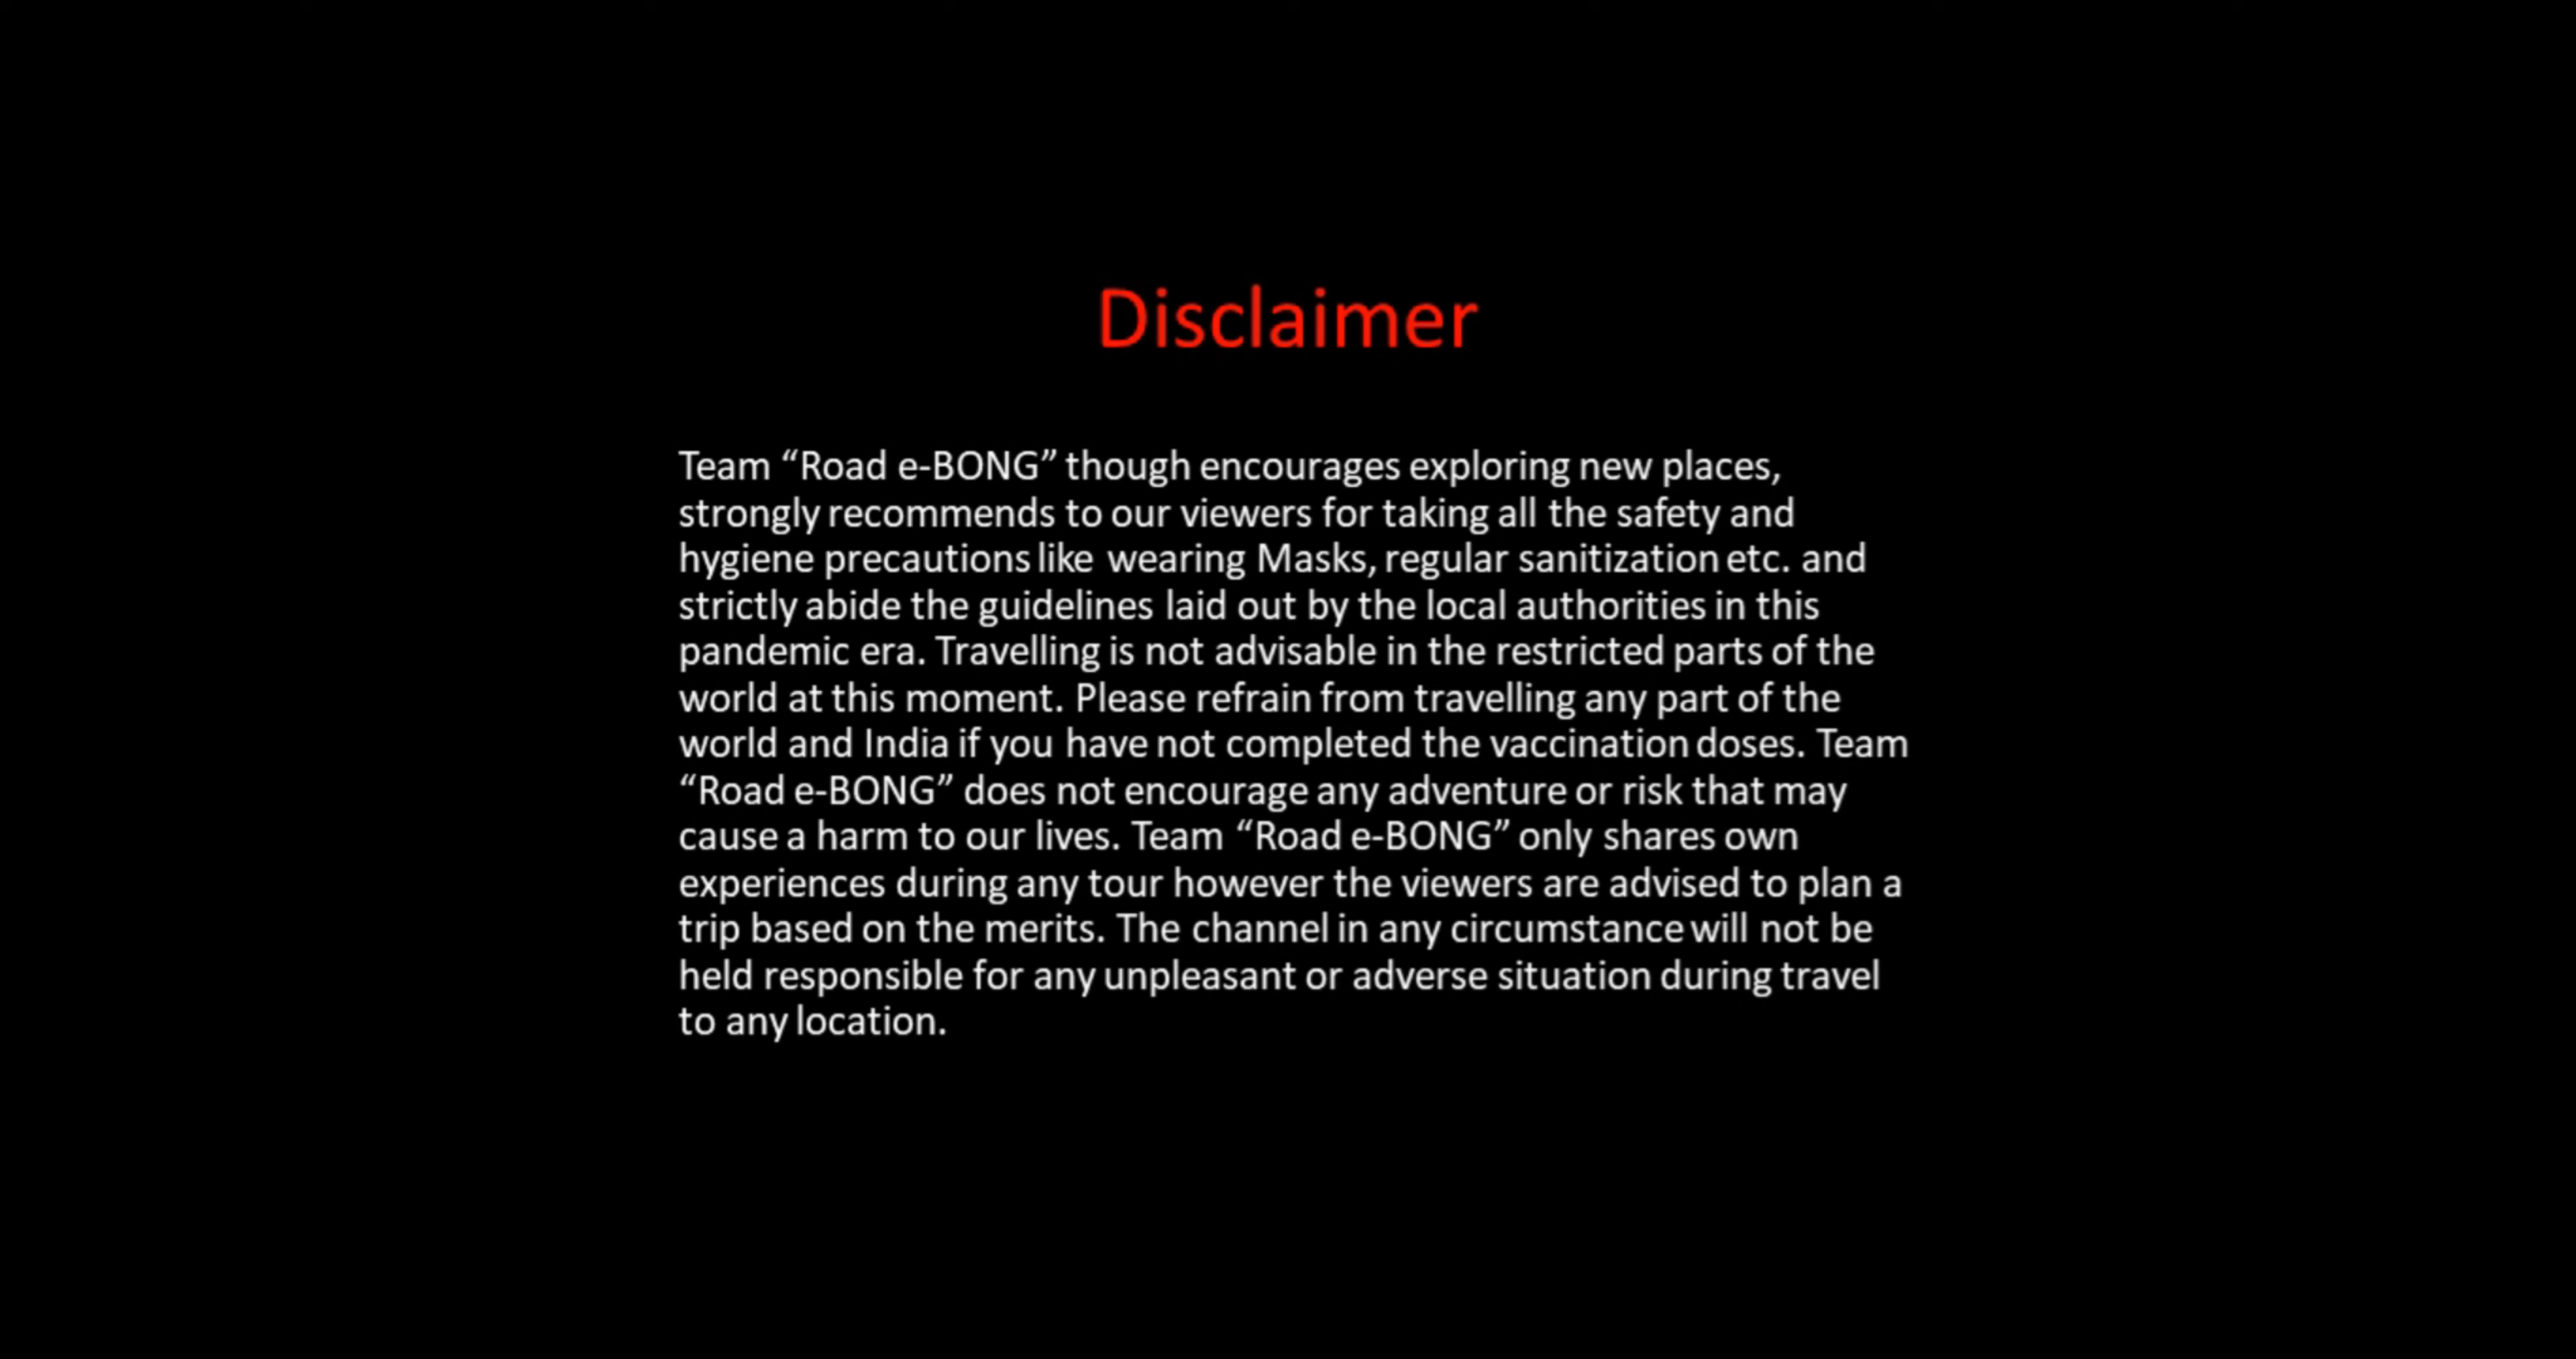 Disclaimer
Team “Road e-BONG” though encourages exploring new places,
strongly recommends to our viewers for taking all the safety and
hygiene precautions like wearing Masks, regular sanitization etc. and
strictly abide the guidelines laid out by the local authorities in this
pandemic era. Travelling is not advisable in the restricted parts of the
world at this moment. Please refrain from travelling any part of the
world and India if you have not completed the vaccination doses. Team
“Road e-BONG” does not encourage any adventure or risk that may
cause a harm to our lives. Team “Road e-BONG” only shares own
experiences during any tour however the viewers are advised to plan a
trip based on the merits. The channel in any circumstance will not be
held responsible for any unpleasant or adverse situation during travel
to any location.